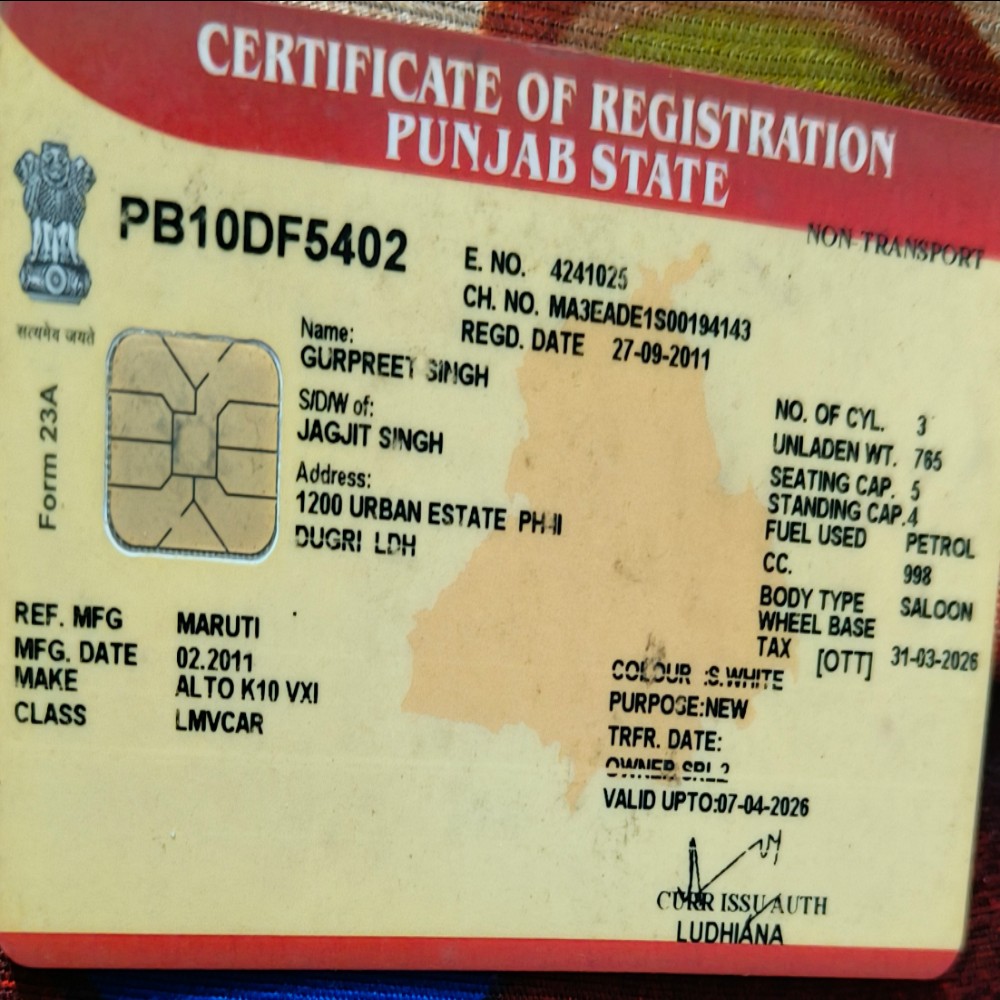 CERTIFICATE OF REGISTRATION
PUNJAB STATE
NON-TRANSPORT
सत्यमेव जयते
Form 23A
PB10DF5402
E. NO. 4241025
CH. NO. MA3EADE1S00194143
REGD. DATE 27-09-2011
Name:
GURPREET SINGH
S/D/W of:
JAGJIT SINGH
Address:
1200 URBAN ESTATE PH-II
DUGRI LDH
NO. OF CYL. 3
UNLADEN WT. 765
SEATING CAP. 5
STANDING CAP. 4
FUEL USED PETROL
CC. 998
BODY TYPE SALOON
WHEEL BASE
TAX [OTT] 31-03-2026
REF. MFG MARUTI
MFG. DATE 02.2011
MAKE ALTO K10 VXI
CLASS LMVCAR
COLOUR :S.WHITE
PURPOSE:NEW
TRFR. DATE:
OWNER SRL 2
VALID UPTO:07-04-2026
CURR ISSU AUTH
LUDHIANA